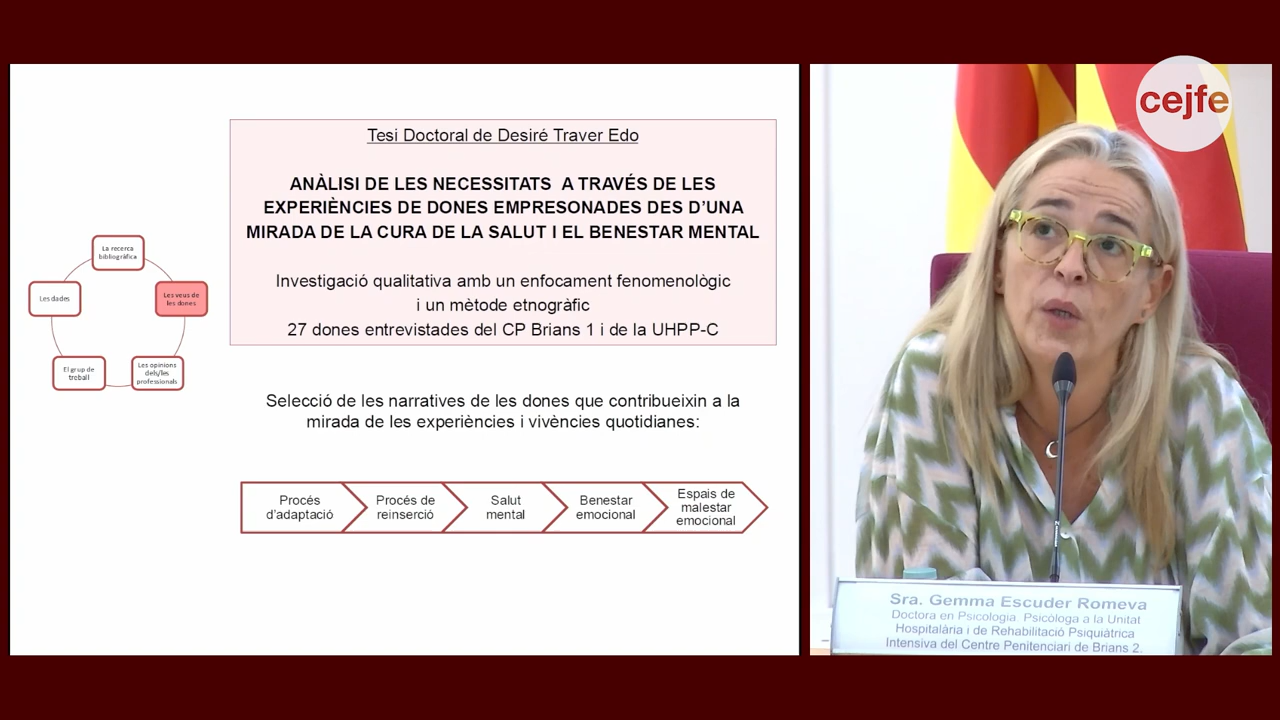 Tesi Doctoral de Desiré Traver Edo
ANÀLISI DE LES NECESSITATS A TRAVÉS DE LES
EXPERIÈNCIES DE DONES EMPRESONADES DES D'UNA
MIRADA DE LA CURA DE LA SALUT I EL BENESTAR MENTAL
Investigació qualitativa amb un enfocament fenomenològic
i un mètode etnogràfic
27 dones entrevistades del CP Brians 1 i de la UHPP-C
La recerca
bibliogràfica
Les dades
Les veus de
les dones
El grup de
treball
Les opinions
dels/les
professionals
Selecció de les narratives de les dones que contribueixin a la
mirada de les experiències i vivències quotidianes:
Procés
d'adaptació
Procés de
reinserció
Salut
mental
Benestar
emocional
Espais de
malestar
emocional
cejfe
Sra. Gemma Escuder Romeva
Doctora en Psicologia. Psicòloga a la Unitat
Hospitalària i de Rehabilitació Psiquiàtrica
Intensiva del Centre Penitenciari de Brians 2.